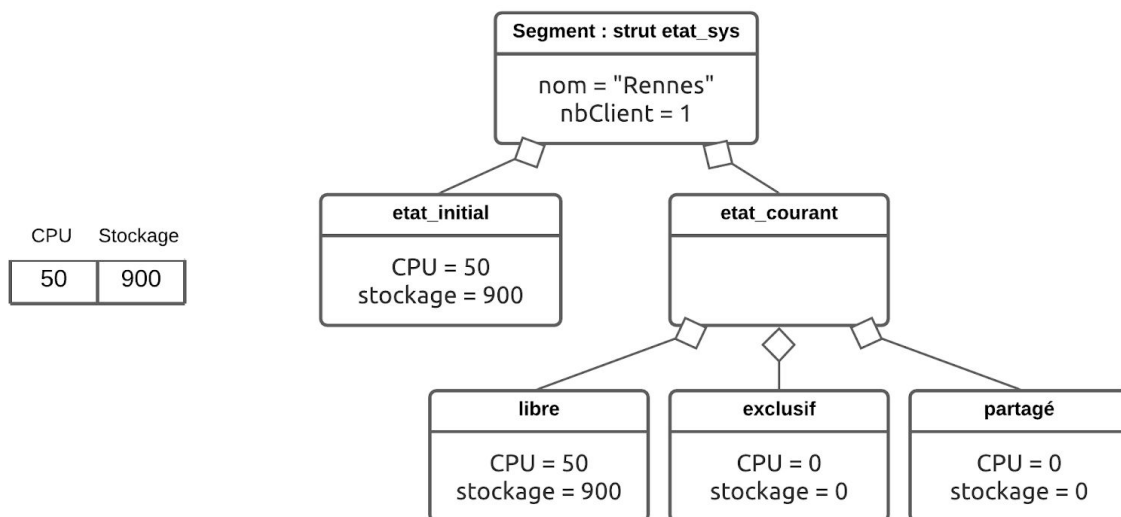 Segment : strut etat_sys
nom = "Rennes"
nbClient = 1
etat_initial
CPU = 50
stockage = 900
etat_courant
CPU Stockage
50 900
libre
CPU = 50
stockage = 900
exclusif
CPU = 0
stockage = 0
partagé
CPU = 0
stockage = 0